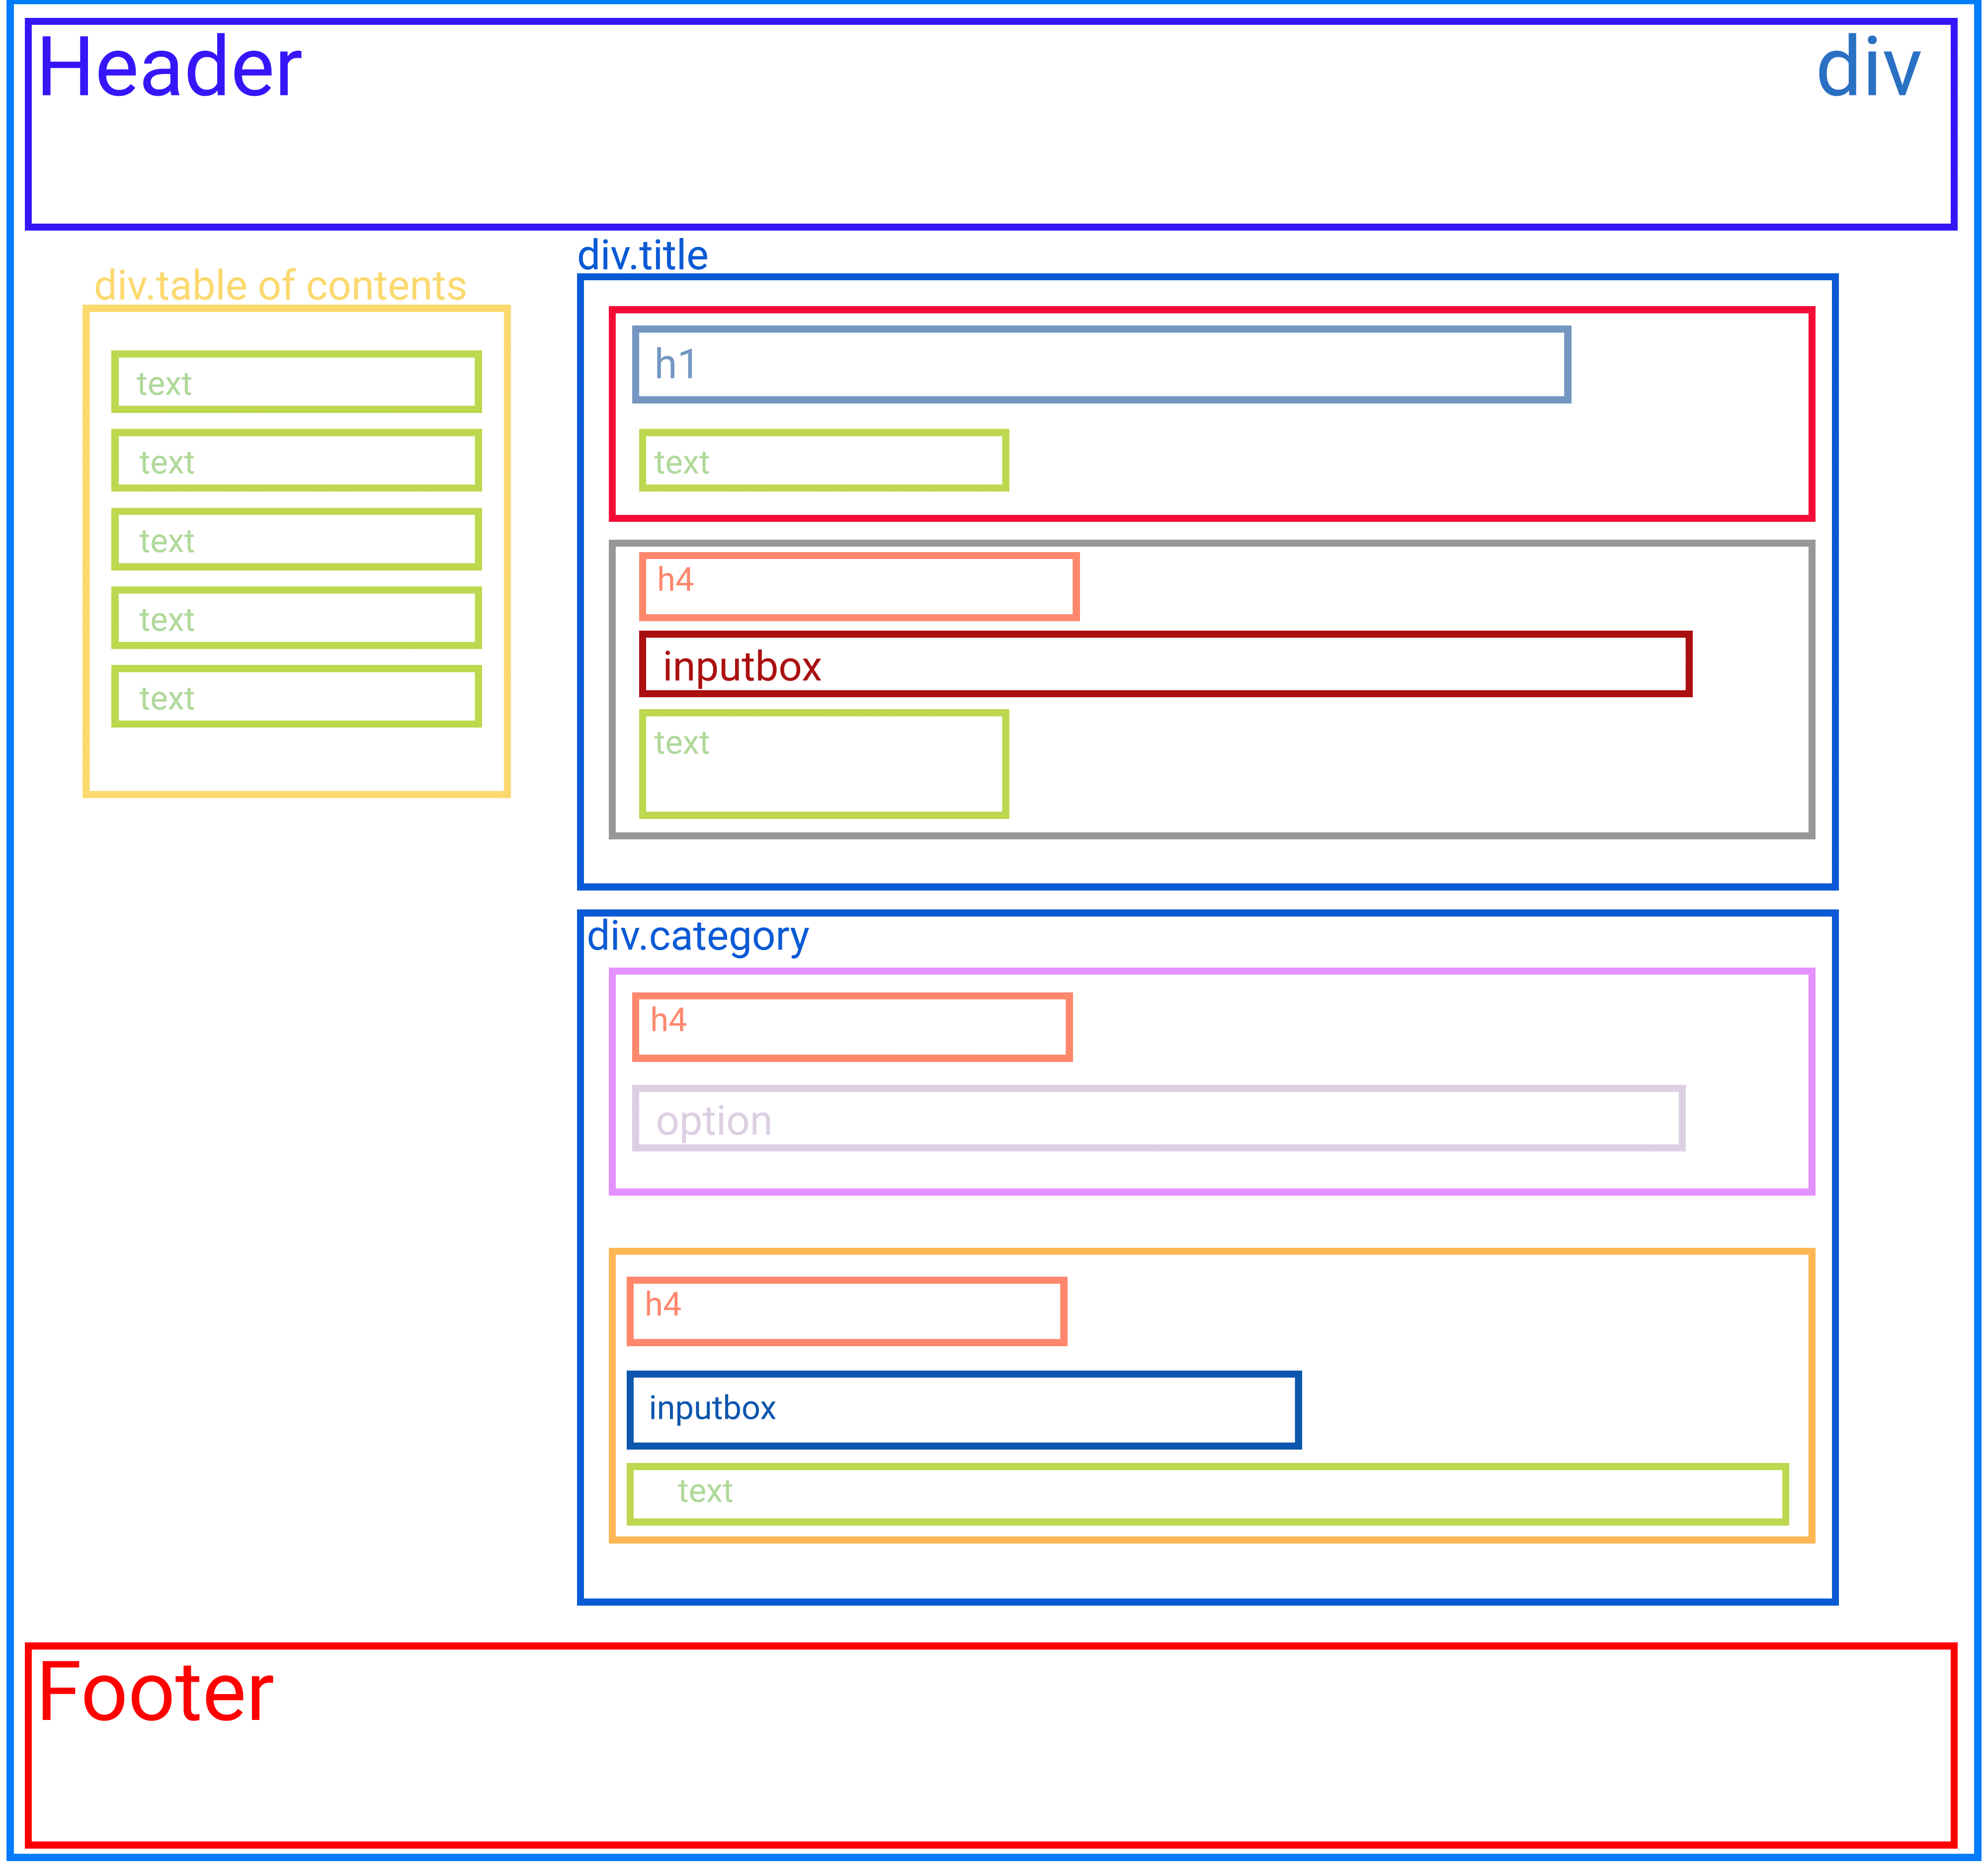 Header
div
div.table of contents
text
text
text
text
text
div.title
h1
text
h4
inputbox
text
div.category
h4
option
h4
inputbox
text
Footer